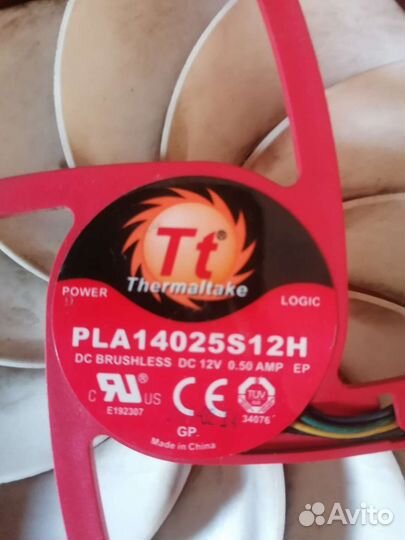 Tt®
Thermaltake
POWER LOGIC
PLA14025S12H
DC BRUSHLESS DC 12V 0.50 AMP EP
C RU® US CE TÜV
E192307 34076
GP.
Made in China
Avito